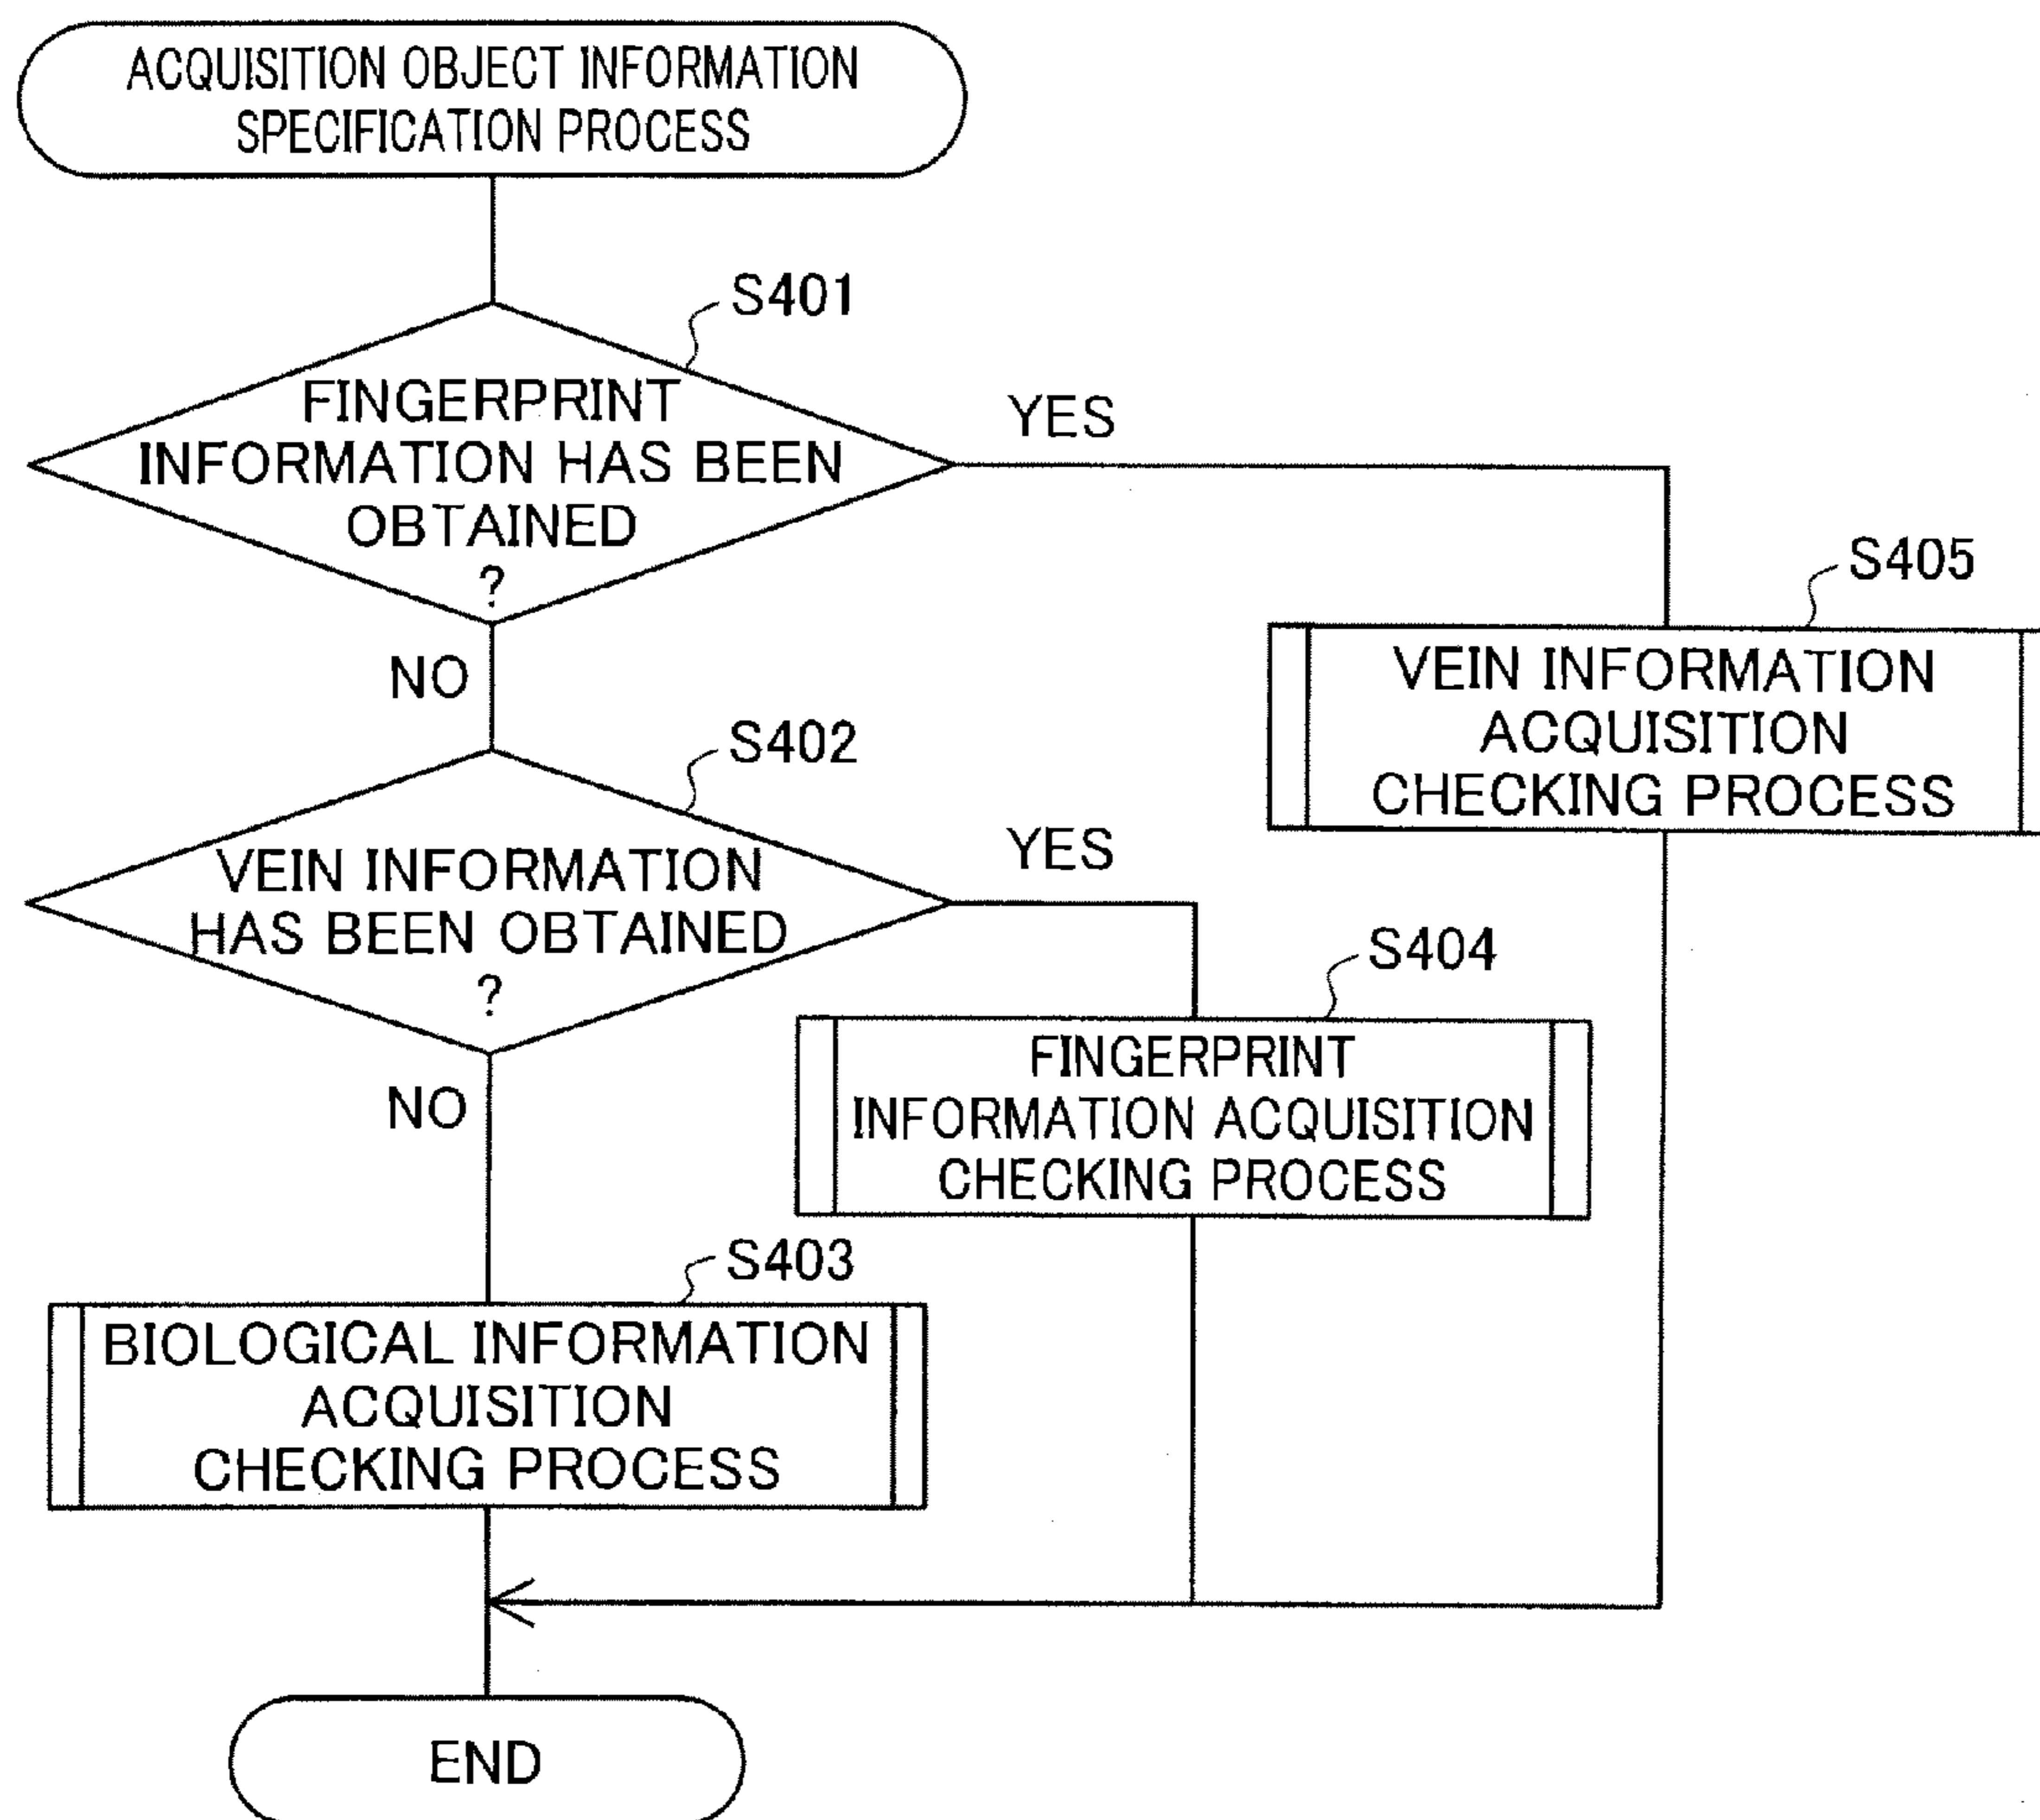 ACQUISITION OBJECT INFORMATION
SPECIFICATION PROCESS
S401
FINGERPRINT
INFORMATION HAS BEEN
OBTAINED
?
YES
NO
S405
VEIN INFORMATION
ACQUISITION
CHECKING PROCESS
S402
VEIN INFORMATION
HAS BEEN OBTAINED
?
YES
NO
S404
FINGERPRINT
INFORMATION ACQUISITION
CHECKING PROCESS
S403
BIOLOGICAL INFORMATION
ACQUISITION
CHECKING PROCESS
END